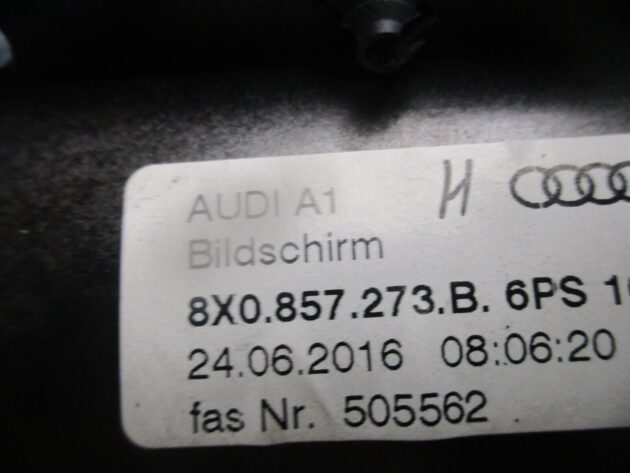 AUDI A1 H
Bildschirm
8X0.857.273.B. 6PS
24.06.2016 08:06:20
fas Nr. 505562